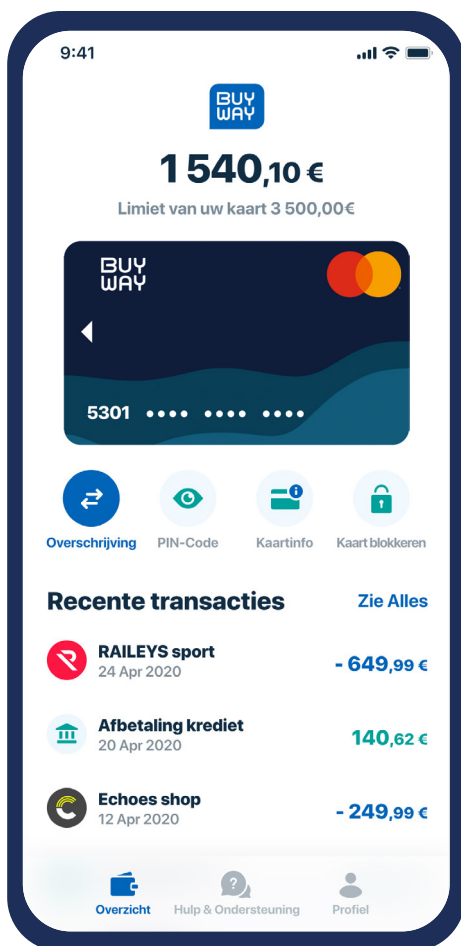 9:41
BUY
WAY
1 540,10 €
Limiet van uw kaart 3 500,00€
BUY
WAY
5301 •••• •••• ••••
Overschrijving PIN-Code Kaartinfo Kaart blokkeren
Recente transacties Zie Alles
RAILEYS sport
24 Apr 2020
- 649,99 €
Afbetaling krediet
20 Apr 2020
140,62 €
Echoes shop
12 Apr 2020
- 249,99 €
Overzicht Hulp & Ondersteuning Profiel